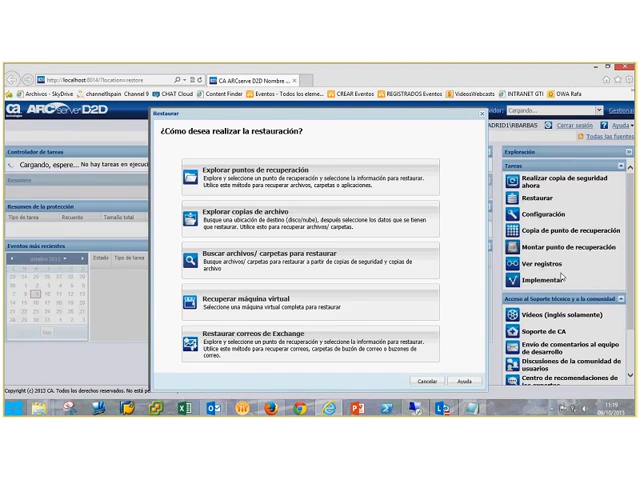 http://localhost:8014/?location=restore
CA ARCserve D2D Nombre ...
Archivos - SkyDrive
channel9spain Channel 9
CHAT Cloud
Content Finder
Eventos - Todos los eleme...
CREAR Eventos
REGISTRADOS Eventos
VideosWebcasts
INTRANET GTI
OWA Rafa
ca ARCserve D2D
Cargando...
Gestiona
MADRID1\RBARBAS
Cerrar sesión
Ayuda
Todas las fuentes
Controlador de tareas
Cargando, espere...
No hay tareas en ejecuci
Resumen
Resumen de la protección
Tipo de tarea
Recuento
Tamaño total
Eventos más recientes
octubre 2013
Estado
Tipo de tarea
Restaurar
¿Cómo desea realizar la restauración?
Explorar puntos de recuperación
Explore y seleccione un punto de recuperación y seleccione la información para restaurar.
Utilice este método para recuperar archivos, carpetas o aplicaciones.
Explorar copias de archivo
Busque una ubicación de destino (disco/nube), después seleccione los datos que se tienen
que restaurar. Utilice esto para recuperar archivos/ carpetas.
Buscar archivos/ carpetas para restaurar
Busque archivos/ carpetas para restaurar a partir de copias de seguridad y copias de
archivo
Recuperar máquina virtual
Seleccione una máquina virtual completa para restaurar
Restaurar correos de Exchange
Explore y seleccione un punto de recuperación y seleccione la información para restaurar.
Utilice este método para recuperar correos, carpetas de buzón de correo o buzones de
correo.
Cancelar
Ayuda
Exploración
Tareas
Realizar copia de seguridad
ahora
Restaurar
Configuración
Copia de punto de recuperación
Montar punto de recuperación
Ver registros
Implementar
Acceso al Soporte técnico y a la comunidad
Vídeos (inglés solamente)
Soporte de CA
Envío de comentarios al equipo
de desarrollo
Discusiones de la comunidad de
usuarios
Centro de recomendaciones de
Copyright (c) 2013 CA. Todos los derechos reservados. No está pe
11:19
09/10/2013